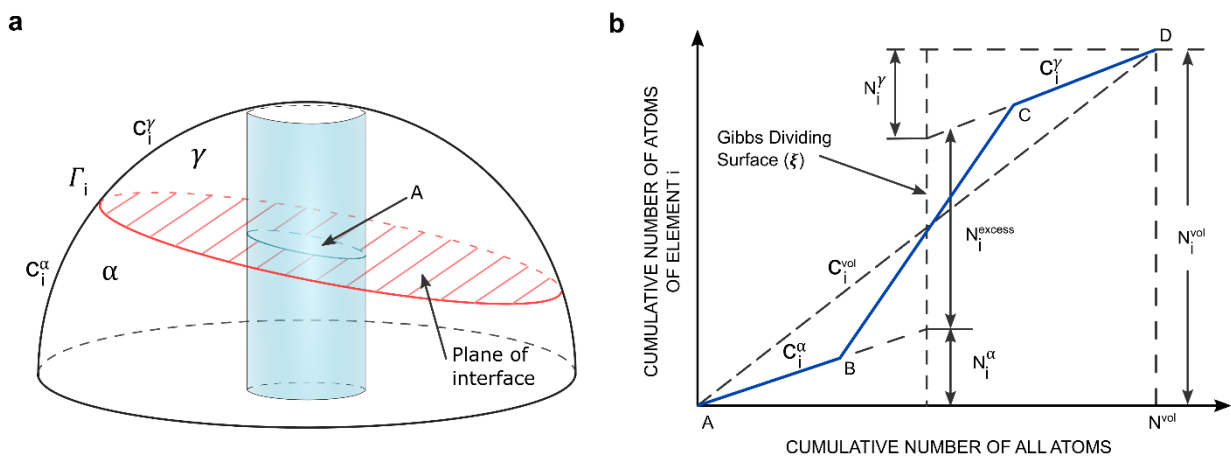 a
C_i^γ
γ
Γ_i
A
C_i^α
α
Plane of
interface
b
CUMULATIVE NUMBER OF ATOMS
OF ELEMENT i
D
N_i^γ
C_i^γ
C
Gibbs Dividing
Surface (ξ)
N_i^excess
N_i^vol
C_i^vol
C_i^α
B
N_i^α
A
N^vol
CUMULATIVE NUMBER OF ALL ATOMS